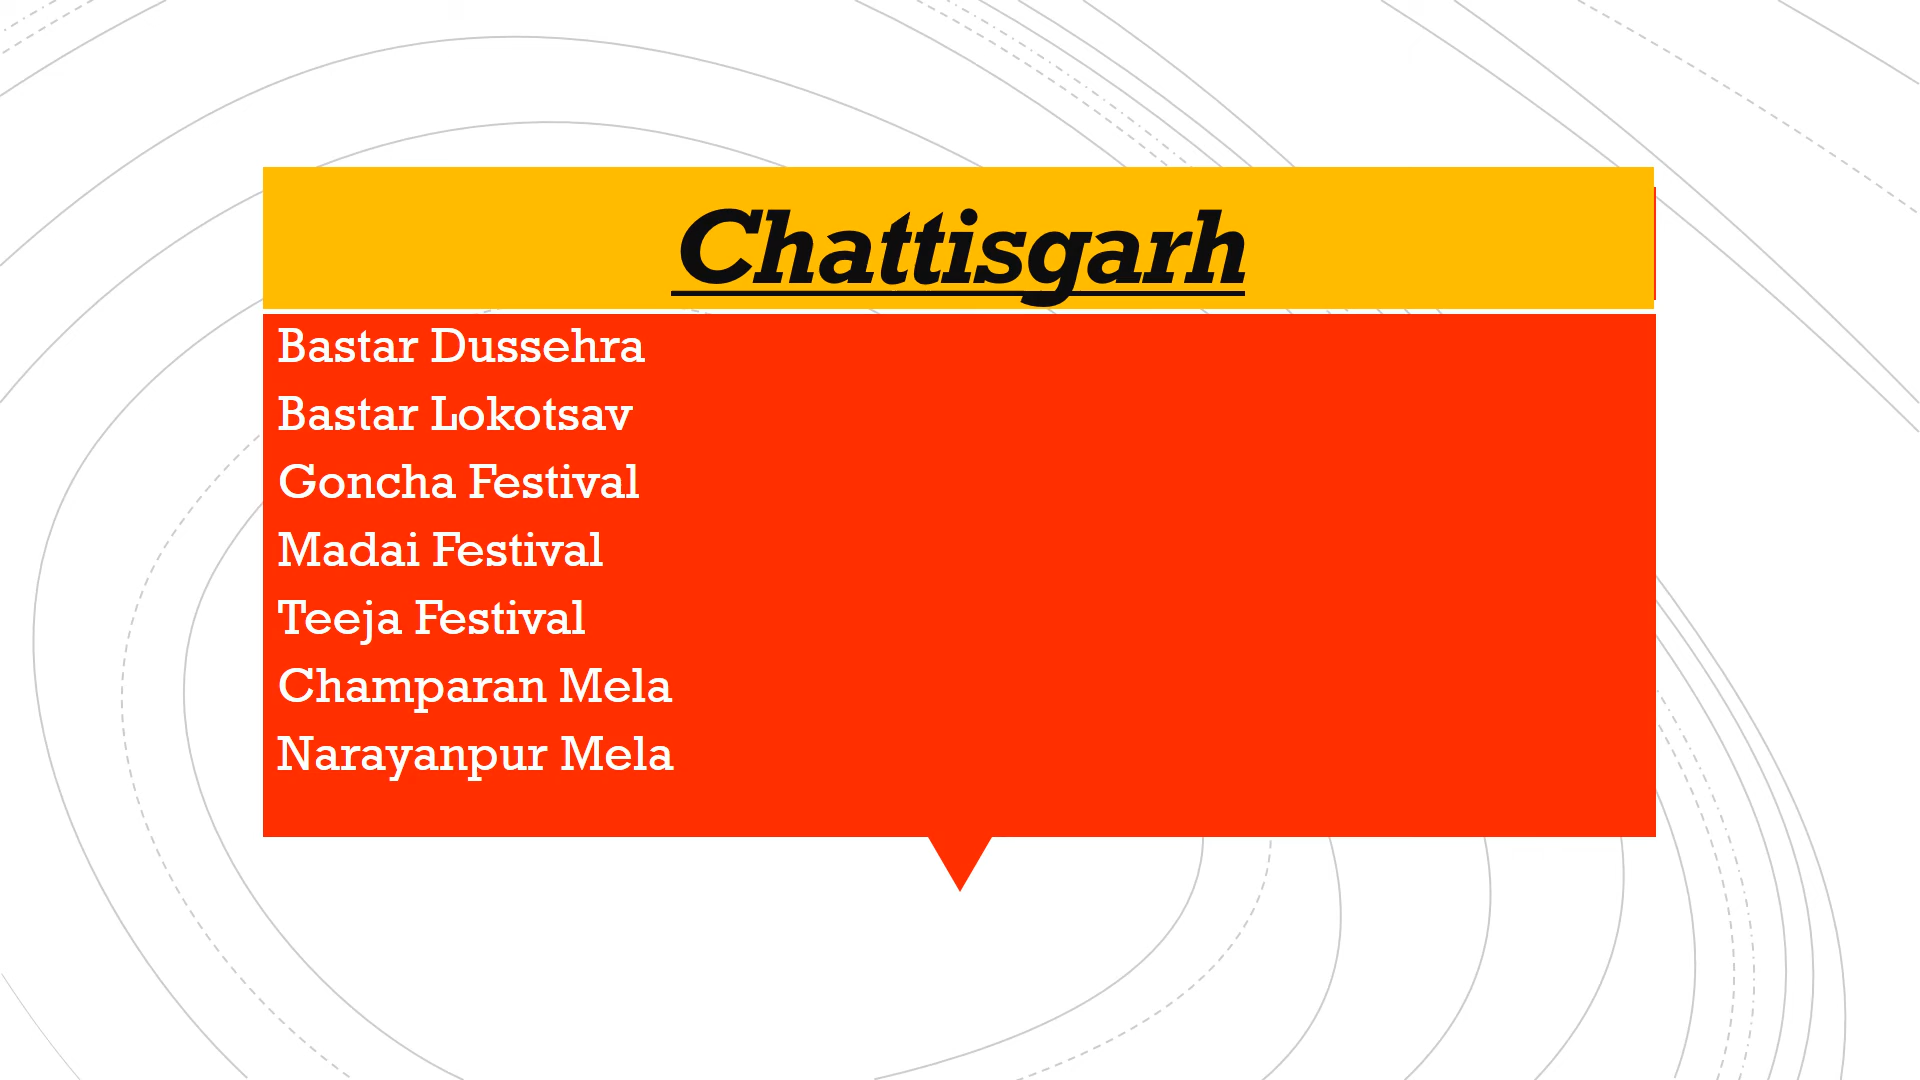 Chattisgarh
Bastar Dussehra
Bastar Lokotsav
Goncha Festival
Madai Festival
Teeja Festival
Champaran Mela
Narayanpur Mela